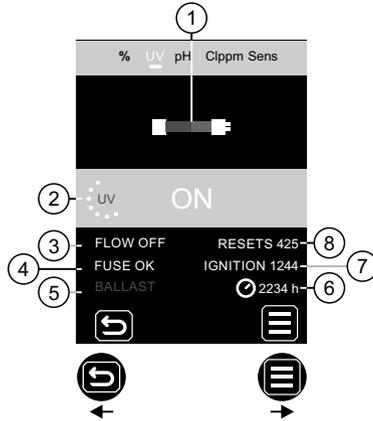 1
% UV pH Clppm Sens
2 UV ON
3 FLOW OFF RESETS 425 8
4 FUSE OK IGNITION 1244 7
5 BALLAST 2234 h 6